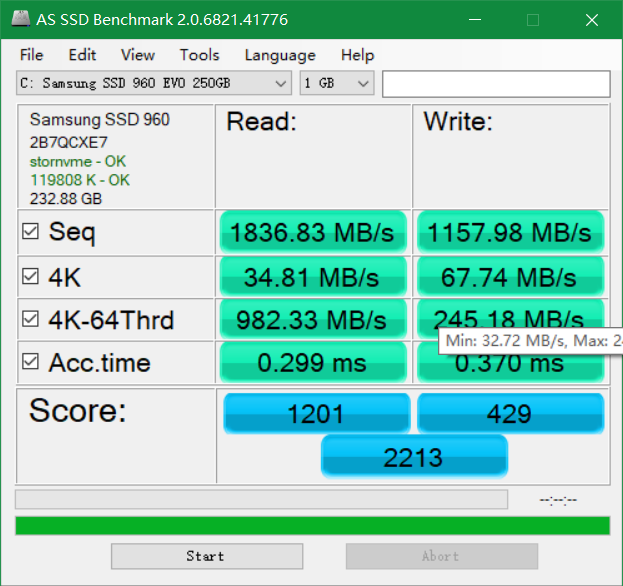 AS SSD Benchmark 2.0.6821.41776
File Edit View Tools Language Help
C: Samsung SSD 960 EVO 250GB 1 GB
Samsung SSD 960
2B7QCXE7
stornvme - OK
119808 K - OK
232.88 GB
Read: Write:
Seq 1836.83 MB/s 1157.98 MB/s
4K 34.81 MB/s 67.74 MB/s
4K-64Thrd 982.33 MB/s 245.18 MB/s
Min: 32.72 MB/s, Max: 2
Acc.time 0.299 ms 0.370 ms
Score: 1201 429
2213
--:--:--
Start Abort